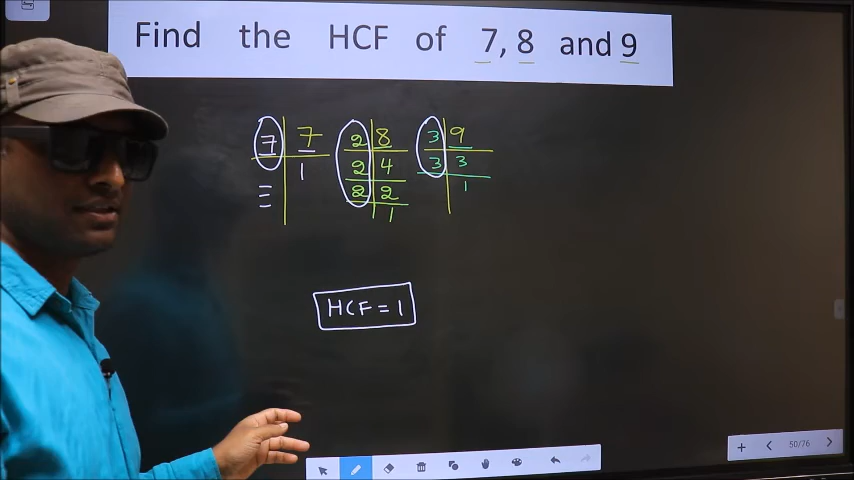 Find the HCF of 7, 8 and 9
7 7 2 8 3 9
1 2 4 3 3
2 2 1
1
HCF = 1
50/76